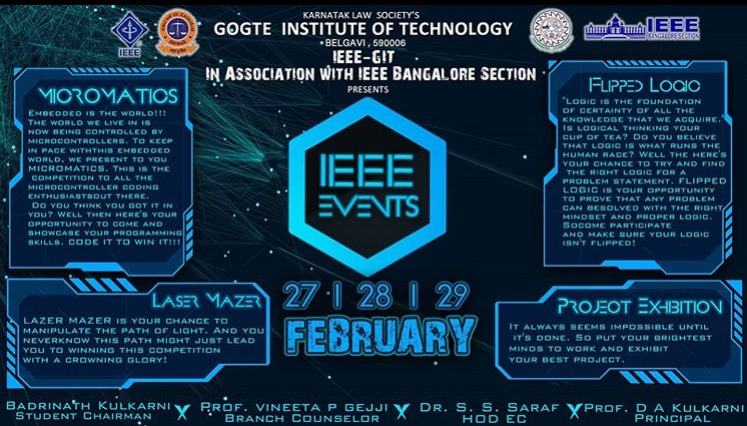 KARNATAK LAW SOCIETY'S
GOGTE INSTITUTE OF TECHNOLOGY
BELGAVI , 590006
IEEE-GIT
IN ASSOCIATION WITH IEEE BANGALORE SECTION
PRESENTS
IEEE
IEEE
BANGALORE SECTION
MICROMATICS
EMBEDDED IS THE WORLD!!!
THE WORLD WE LIVE IN IS
NOW BEING CONTROLLED BY
MICROCONTROLLERS. TO KEEP
IN PACE WITHTHIS EMBEDDED
WORLD, WE PRESENT TO YOU
MICROMATICS. THIS IS THE
COMPETITION TO ALL THE
MICROCONTROLLER CODING
ENTHUSIASTSOUT THERE.
DO YOU THINK YOU GOT IT IN
YOU? WELL THEN HERE'S YOUR
OPPORTUNITY TO COME AND
SHOWCASE YOUR PROGRAMMING
SKILLS. CODE IT TO WIN IT!!!
IEEE
EVENTS
FLIPPED LOGIC
"LOGIC IS THE FOUNDATION
OF CERTAINTY OF ALL THE
KNOWLEDGE THAT WE ACQUIRE."
IS LOGICAL THINKING YOUR
CUP OF TEA? DO YOU BELIEVE
THAT LOGIC IS WHAT RUNS THE
HUMAN RACE? WELL THE HERE'S
YOUR CHANCE TO TRY AND FIND
THE RIGHT LOGIC FOR A
PROBLEM STATEMENT. FLIPPED
LOGIC IS YOUR OPPORTUNITY
TO PROVE THAT ANY PROBLEM
CAN BESOLVED WITH THE RIGHT
MINDSET AND PROPER LOGIC.
SOCOME PARTICIPATE
AND MAKE SURE YOUR LOGIC
ISN'T FLIPPED!
LASER MAZER
LAZER MAZER IS YOUR CHANCE TO
MANIPULATE THE PATH OF LIGHT. AND YOU
NEVERKNOW THIS PATH MIGHT JUST LEAD
YOU TO WINNING THIS COMPETITION
WITH A CROWNING GLORY!
27 | 28 | 29
FEBRUARY
PROJECT EXHIBITION
IT ALWAYS SEEMS IMPOSSIBLE UNTIL
IT'S DONE. SO PUT YOUR BRIGHTEST
MINDS TO WORK AND EXHIBIT
YOUR BEST PROJECT.
BADRINATH KULKARNI
STUDENT CHAIRMAN
PROF. VINEETA P GEJJI
BRANCH COUNSELOR
DR. S. S. SARAF
HOD EC
PROF. D A KULKARNI
PRINCIPAL